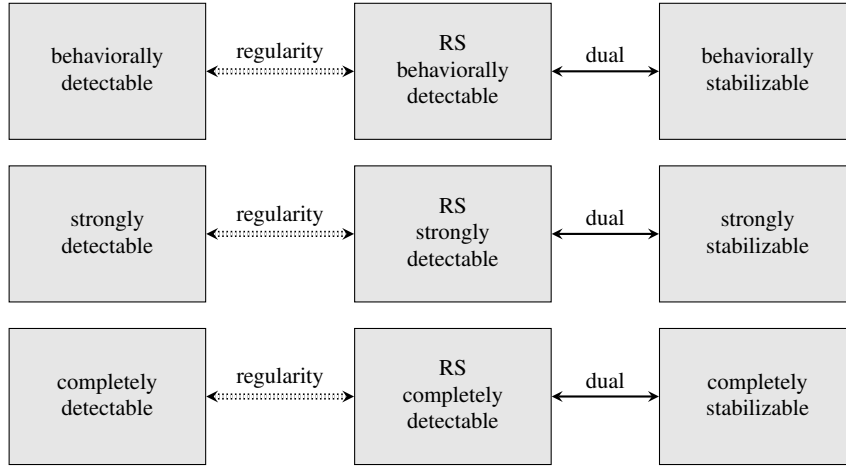 behaviorally
detectable
regularity
RS
behaviorally
detectable
dual
behaviorally
stabilizable
strongly
detectable
regularity
RS
strongly
detectable
dual
strongly
stabilizable
completely
detectable
regularity
RS
completely
detectable
dual
completely
stabilizable